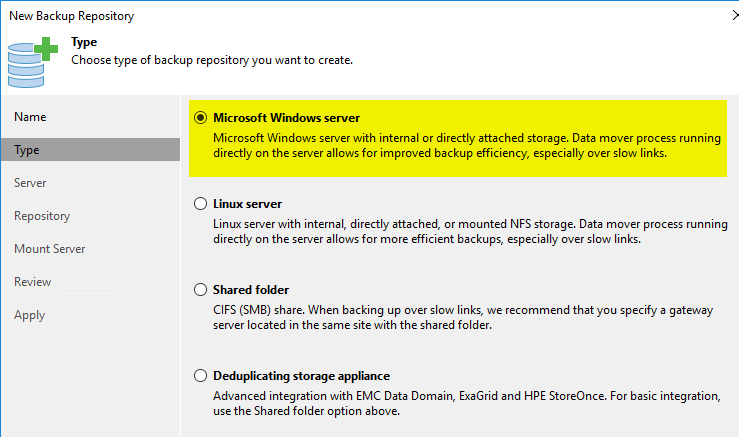 New Backup Repository
Type
Choose type of backup repository you want to create.
Name
Type
Server
Repository
Mount Server
Review
Apply
Microsoft Windows server
Microsoft Windows server with internal or directly attached storage. Data mover process running
directly on the server allows for improved backup efficiency, especially over slow links.
Linux server
Linux server with internal, directly attached, or mounted NFS storage. Data mover process running
directly on the server allows for more efficient backups, especially over slow links.
Shared folder
CIFS (SMB) share. When backing up over slow links, we recommend that you specify a gateway
server located in the same site with the shared folder.
Deduplicating storage appliance
Advanced integration with EMC Data Domain, ExaGrid and HPE StoreOnce. For basic integration,
use the Shared folder option above.